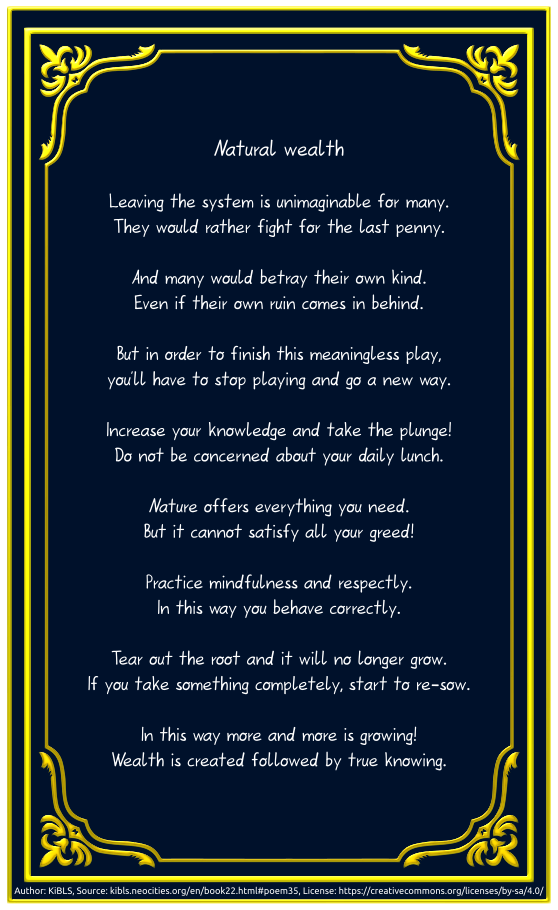 Natural wealth
Leaving the system is unimaginable for many.
They would rather fight for the last penny.
And many would betray their own kind.
Even if their own ruin comes in behind.
But in order to finish this meaningless play,
you'll have to stop playing and go a new way.
Increase your knowledge and take the plunge!
Do not be concerned about your daily lunch.
Nature offers everything you need.
But it cannot satisfy all your greed!
Practice mindfulness and respectly.
In this way you behave correctly.
Tear out the root and it will no longer grow.
If you take something completely, start to re-sow.
In this way more and more is growing!
Wealth is created followed by true knowing.
Author: KiBLS, Source: kibls.neocities.org/en/book22.html#poem35, License: https://creativecommons.org/licenses/by-sa/4.0/